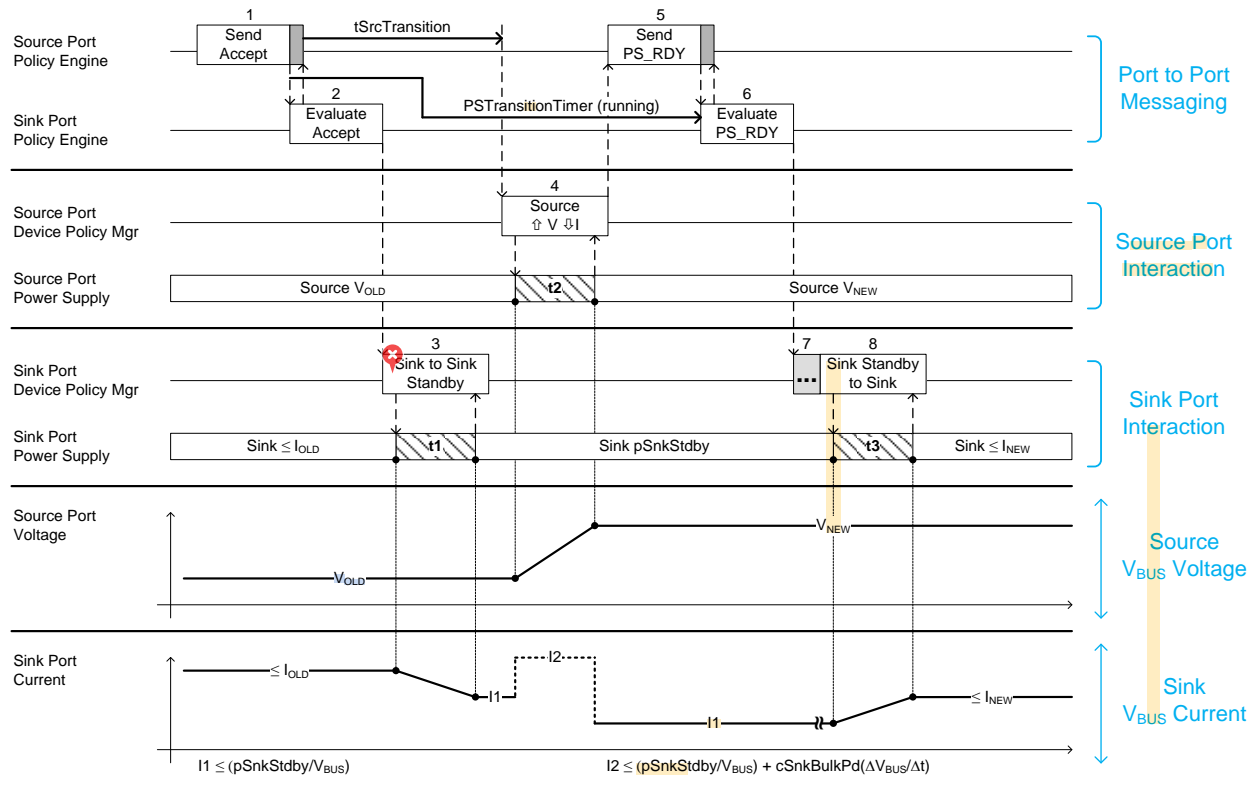 1
Send
Accept
tSrcTransition
5
Send
PS_RDY
Source Port
Policy Engine
2
Evaluate
Accept
PSTransitionTimer (running)
6
Evaluate
PS_RDY
Sink Port
Policy Engine
Port to Port
Messaging
4
Source
⇧ V ⇩I
Source Port
Device Policy Mgr
Source Port
Power Supply
Source VOLD
t2
Source VNEW
Source Port
Interaction
3
Sink to Sink
Standby
7
...
8
Sink Standby
to Sink
Sink Port
Device Policy Mgr
Sink Port
Power Supply
Sink ≤ IOLD
t1
Sink pSnkStdby
t3
Sink ≤ INEW
Sink Port
Interaction
Source Port
Voltage
VOLD
VNEW
Source
VBUS Voltage
Sink Port
Current
≤ IOLD
I1
I2
I1
≤ INEW
Sink
VBUS Current
I1 ≤ (pSnkStdby/VBUS)
I2 ≤ (pSnkStdby/VBUS) + cSnkBulkPd(ΔVBUS/Δt)